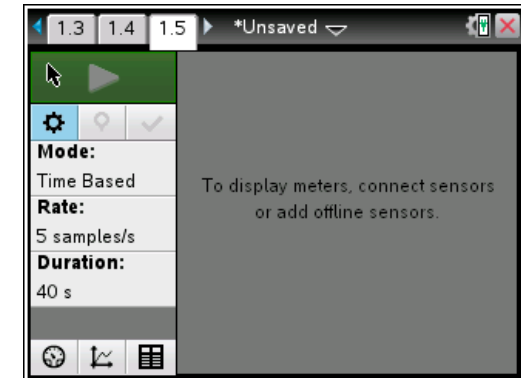 1.3 1.4 1.5 *Unsaved
Mode:
Time Based
Rate:
5 samples/s
Duration:
40 s
To display meters, connect sensors
or add offline sensors.